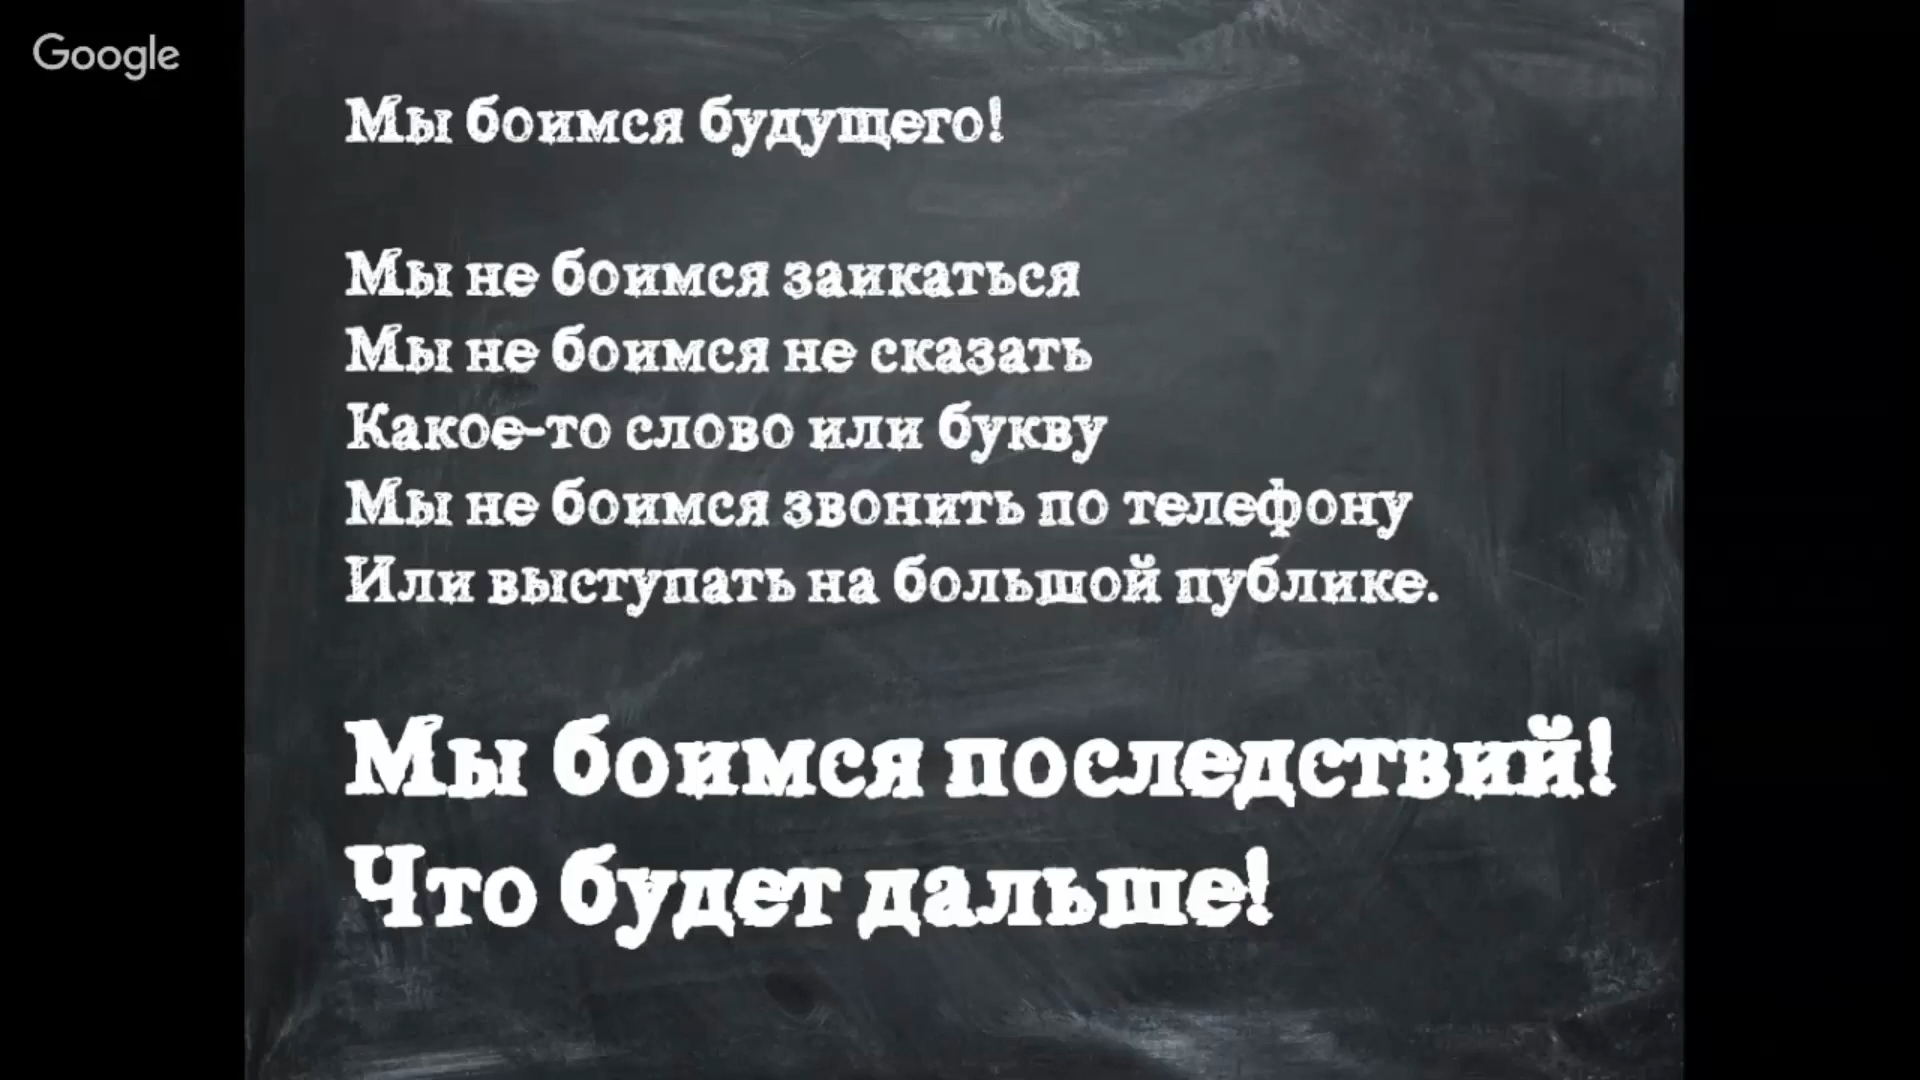 Google
Мы боимся будущего!
Мы не боимся заикаться
Мы не боимся не сказать
Какое-то слово или букву
Мы не боимся звонить по телефону
Или выступать на большой публике.
Мы боимся последствий!
Что будет дальше!